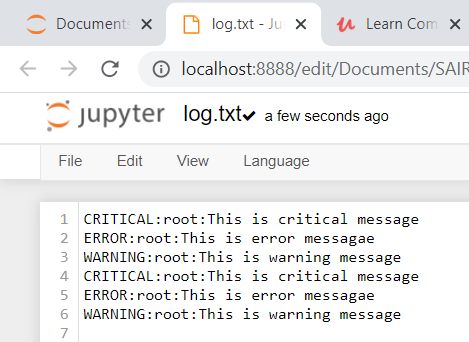 Documents
log.txt - Ju
Learn Com
localhost:8888/edit/Documents/SAIR
jupyter log.txt a few seconds ago
File Edit View Language
1 CRITICAL:root:This is critical message
2 ERROR:root:This is error messagae
3 WARNING:root:This is warning message
4 CRITICAL:root:This is critical message
5 ERROR:root:This is error messagae
6 WARNING:root:This is warning message
7